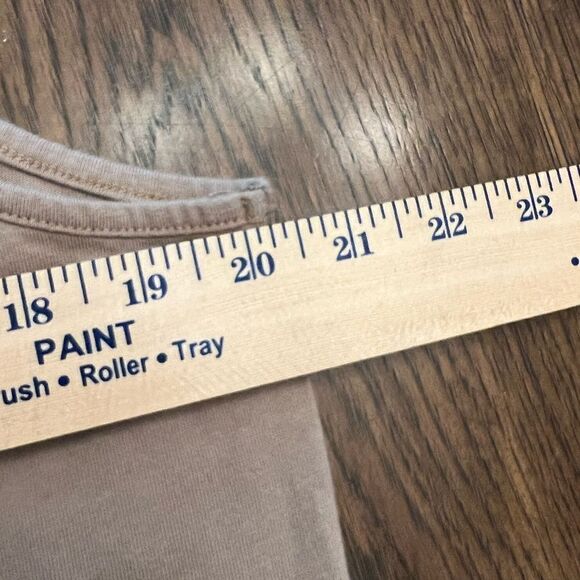 18 19 20 21 22 23
PAINT
ush • Roller • Tray